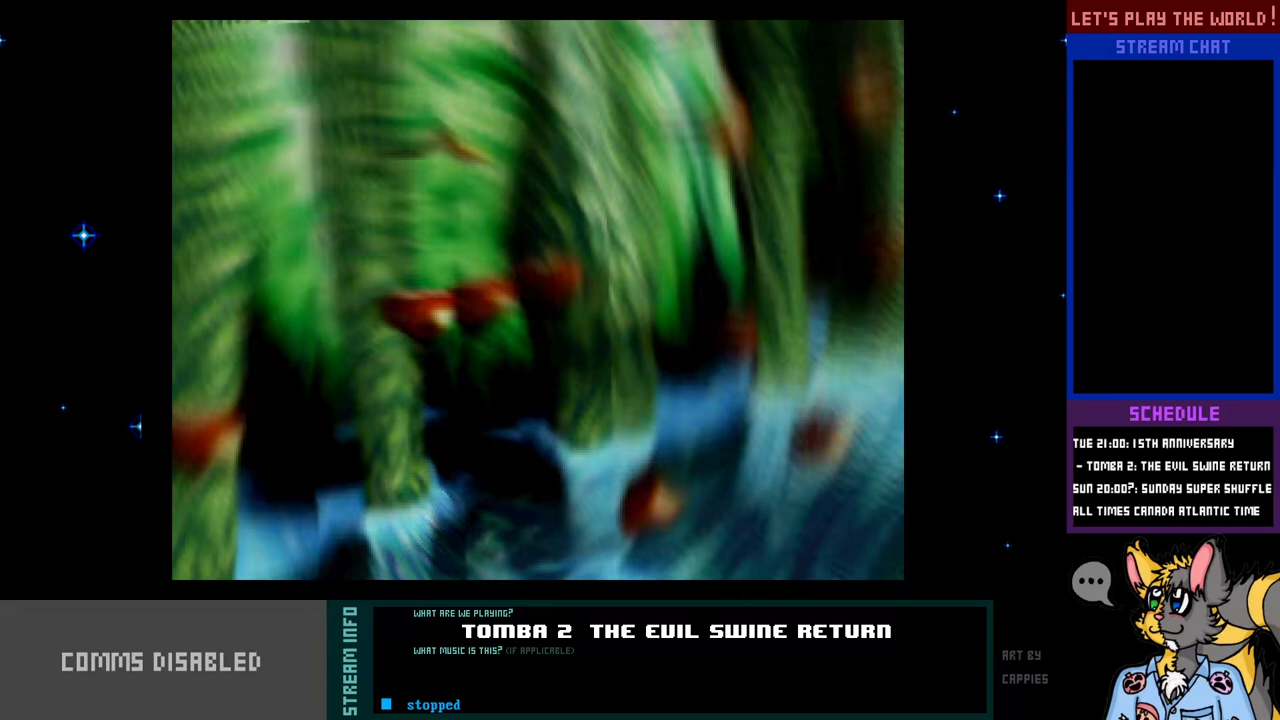 LET'S PLAY THE WORLD!
STREAM CHAT
SCHEDULE
TUE 21:00: 15TH ANNIVERSARY
- TOMBA 2: THE EVIL SWINE RETURN
SUN 20:00?: SUNDAY SUPER SHUFFLE
ALL TIMES CANADA ATLANTIC TIME
...
COMMS DISABLED
STREAM INFO
WHAT ARE WE PLAYING?
TOMBA 2 THE EVIL SWINE RETURN
WHAT MUSIC IS THIS? (IF APPLICABLE)
stopped
ART BY
CAPPIES